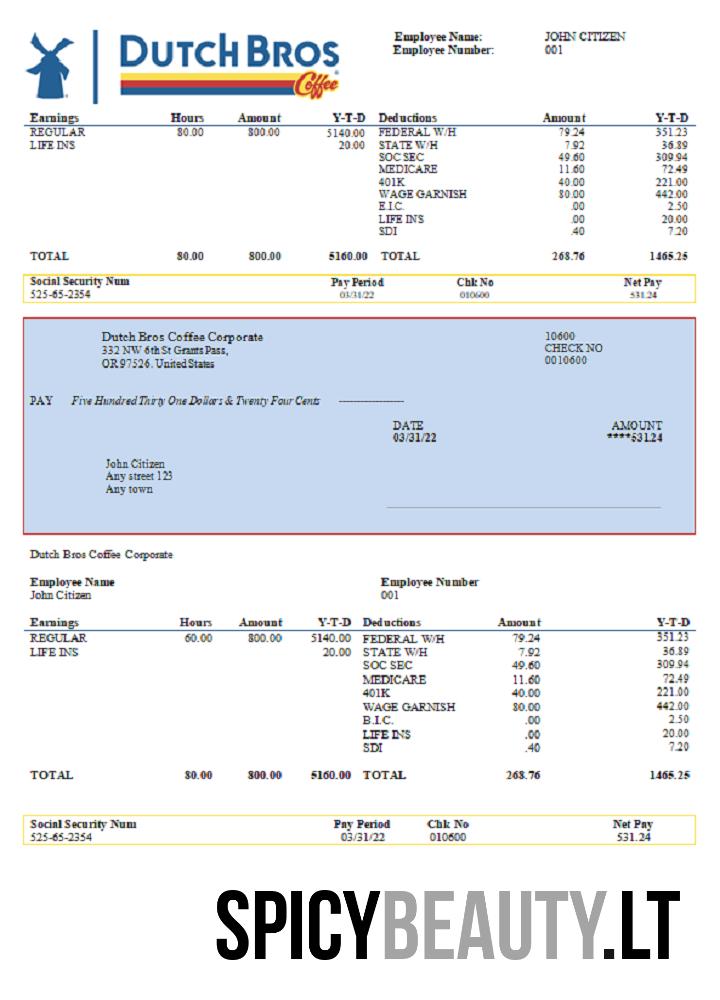 DUTCH BROS
Coffee
Employee Name: JOHN CITIZEN
Employee Number: 001
Earnings Hours Amount Y-T-D Deductions Amount Y-T-D
REGULAR 80.00 800.00 5140.00 FEDERAL W/H 79.24 351.23
LIFE INS 20.00 STATE W/H 7.92 36.89
SOC SEC 49.60 309.94
MEDICARE 11.60 72.49
401K 40.00 221.00
WAGE GARNISH 80.00 442.00
E.I.C. .00 2.50
LIFE INS .00 20.00
SDI .40 7.20
TOTAL 80.00 800.00 5160.00 TOTAL 268.76 1465.25
Social Security Num Pay Period Chk No Net Pay
525-65-2354 03/31/22 010600 531.24
Dutch Bros Coffee Corporate 10600
332 NW 6th St Grants Pass, CHECK NO
OR 97526. United States 0010600
PAY Five Hundred Thirty One Dollars & Twenty Four Cents --------------------
DATE AMOUNT
03/31/22 ****531.24
John Citizen
Any street 123
Any town
Dutch Bros Coffee Corporate
Employee Name Employee Number
John Citizen 001
Earnings Hours Amount Y-T-D Deductions Amount Y-T-D
REGULAR 60.00 800.00 5140.00 FEDERAL W/H 79.24 351.23
LIFE INS 20.00 STATE W/H 7.92 36.89
SOC SEC 49.60 309.94
MEDICARE 11.60 72.49
401K 40.00 221.00
WAGE GARNISH 80.00 442.00
B.I.C. .00 2.50
LIFE INS .00 20.00
SDI .40 7.20
TOTAL 80.00 800.00 5160.00 TOTAL 268.76 1465.25
Social Security Num Pay Period Chk No Net Pay
525-65-2354 03/31/22 010600 531.24
SPICYBEAUTY.LT